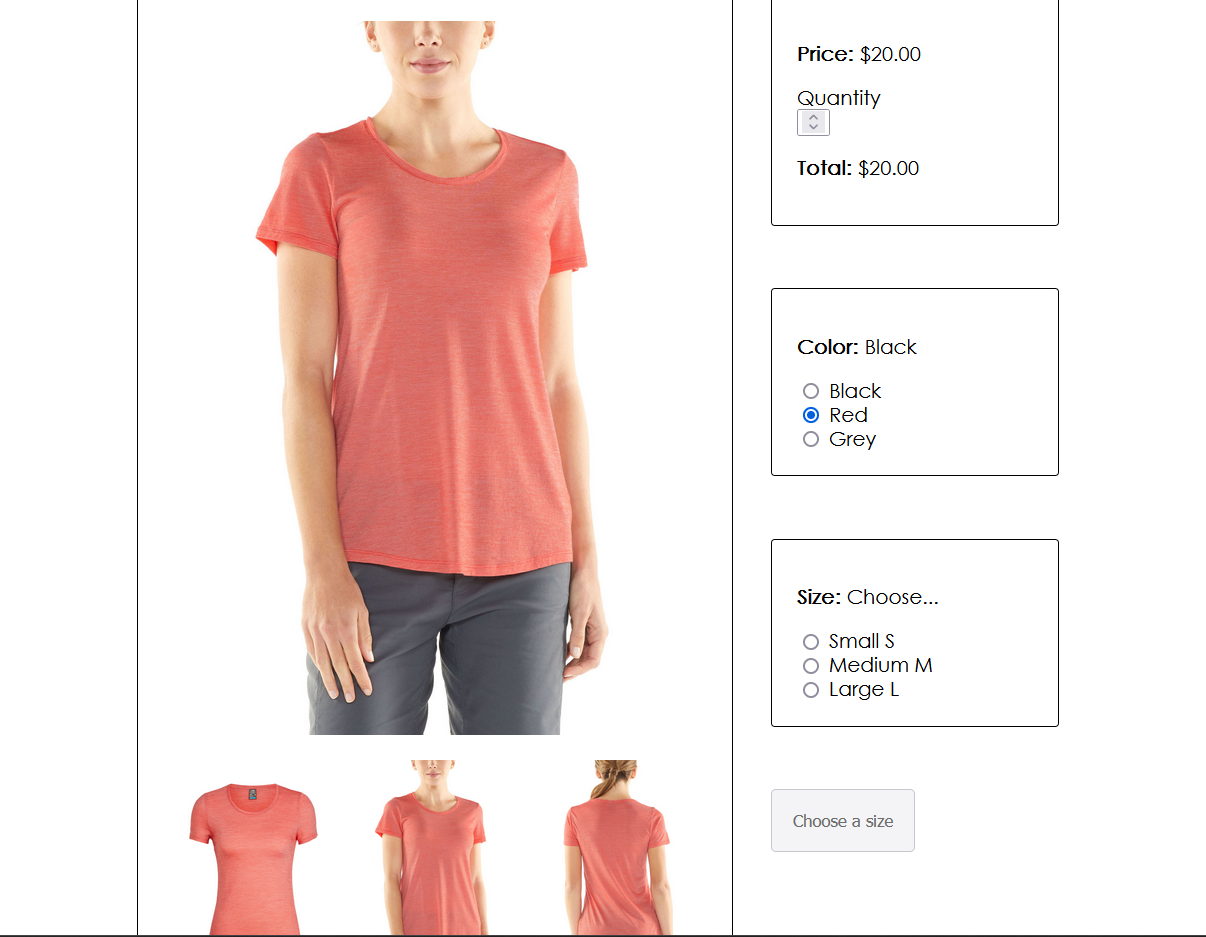 Price: $20.00
Quantity
Total: $20.00
Color: Black
Black
Red
Grey
Size: Choose...
Small S
Medium M
Large L
Choose a size